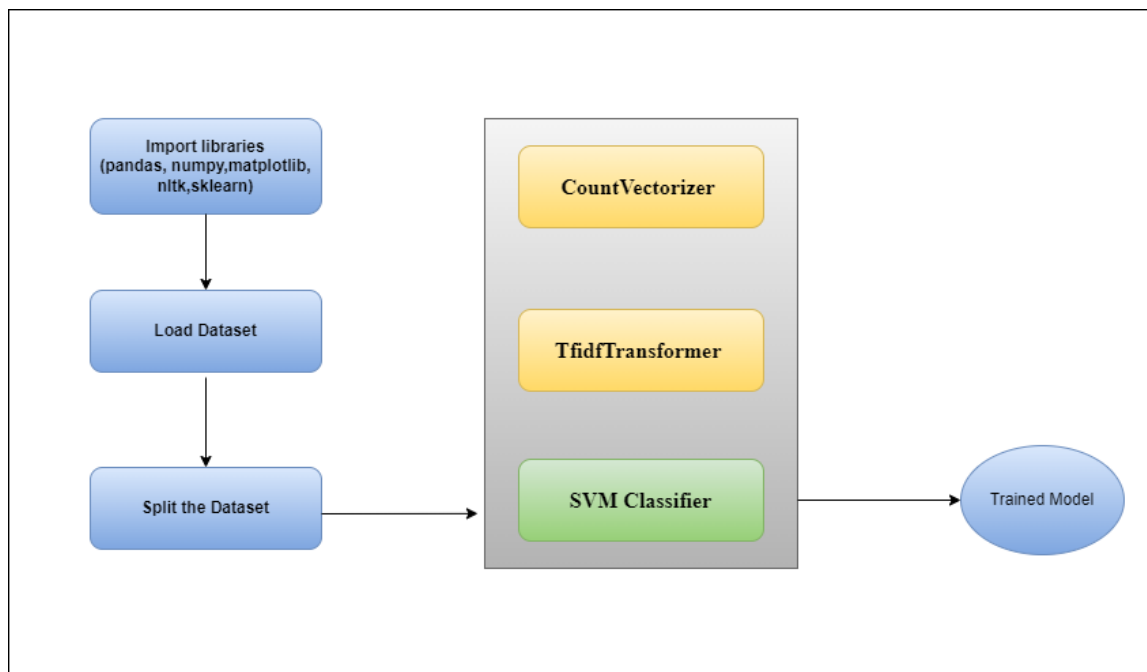 Import libraries
(pandas, numpy,matplotlib,
nltk,sklearn)
Load Dataset
Split the Dataset
CountVectorizer
TfidfTransformer
SVM Classifier
Trained Model